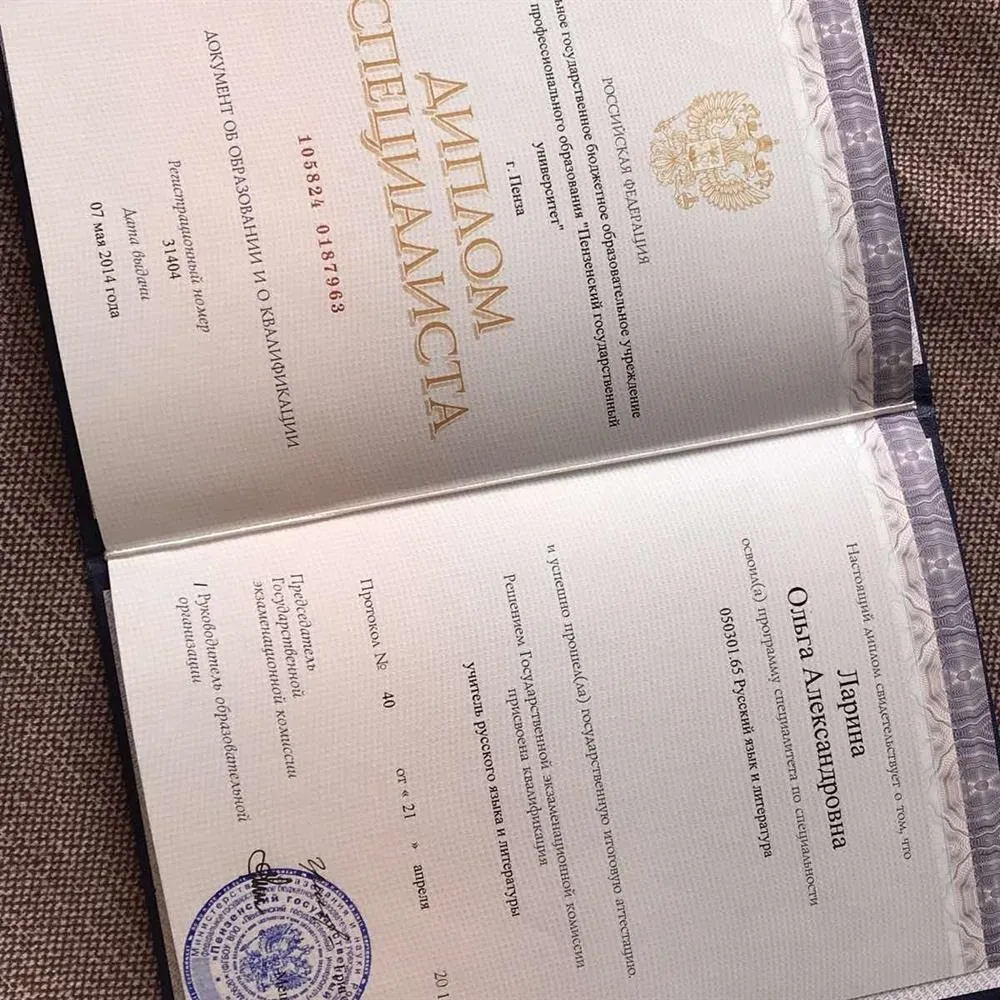 РОССИЙСКАЯ ФЕДЕРАЦИЯ
ьное государственное бюджетное образовательное учреждение
профессионального образования "Пензенский государственный
университет"
г. Пенза
ДИПЛОМ
СПЕЦИАЛИСТА
105824 0187963
ДОКУМЕНТ ОБ ОБРАЗОВАНИИ И О КВАЛИФИКАЦИИ
Регистрационный номер
31404
Дата выдачи
07 мая 2014 года
Настоящий диплом свидетельствует о том, что
Ларина
Ольга Александровна
освоил(а) программу специалитета по специальности
050301.65 Русский язык и литература
и успешно прошел(ла) государственную итоговую аттестацию.
Решением Государственной экзаменационной комиссии
присвоена квалификация
учитель русского языка и литературы
Протокол № 40 от « 21 » апреля 201
Председатель
Государственной
экзаменационной комиссии
Руководитель образовательной
организации